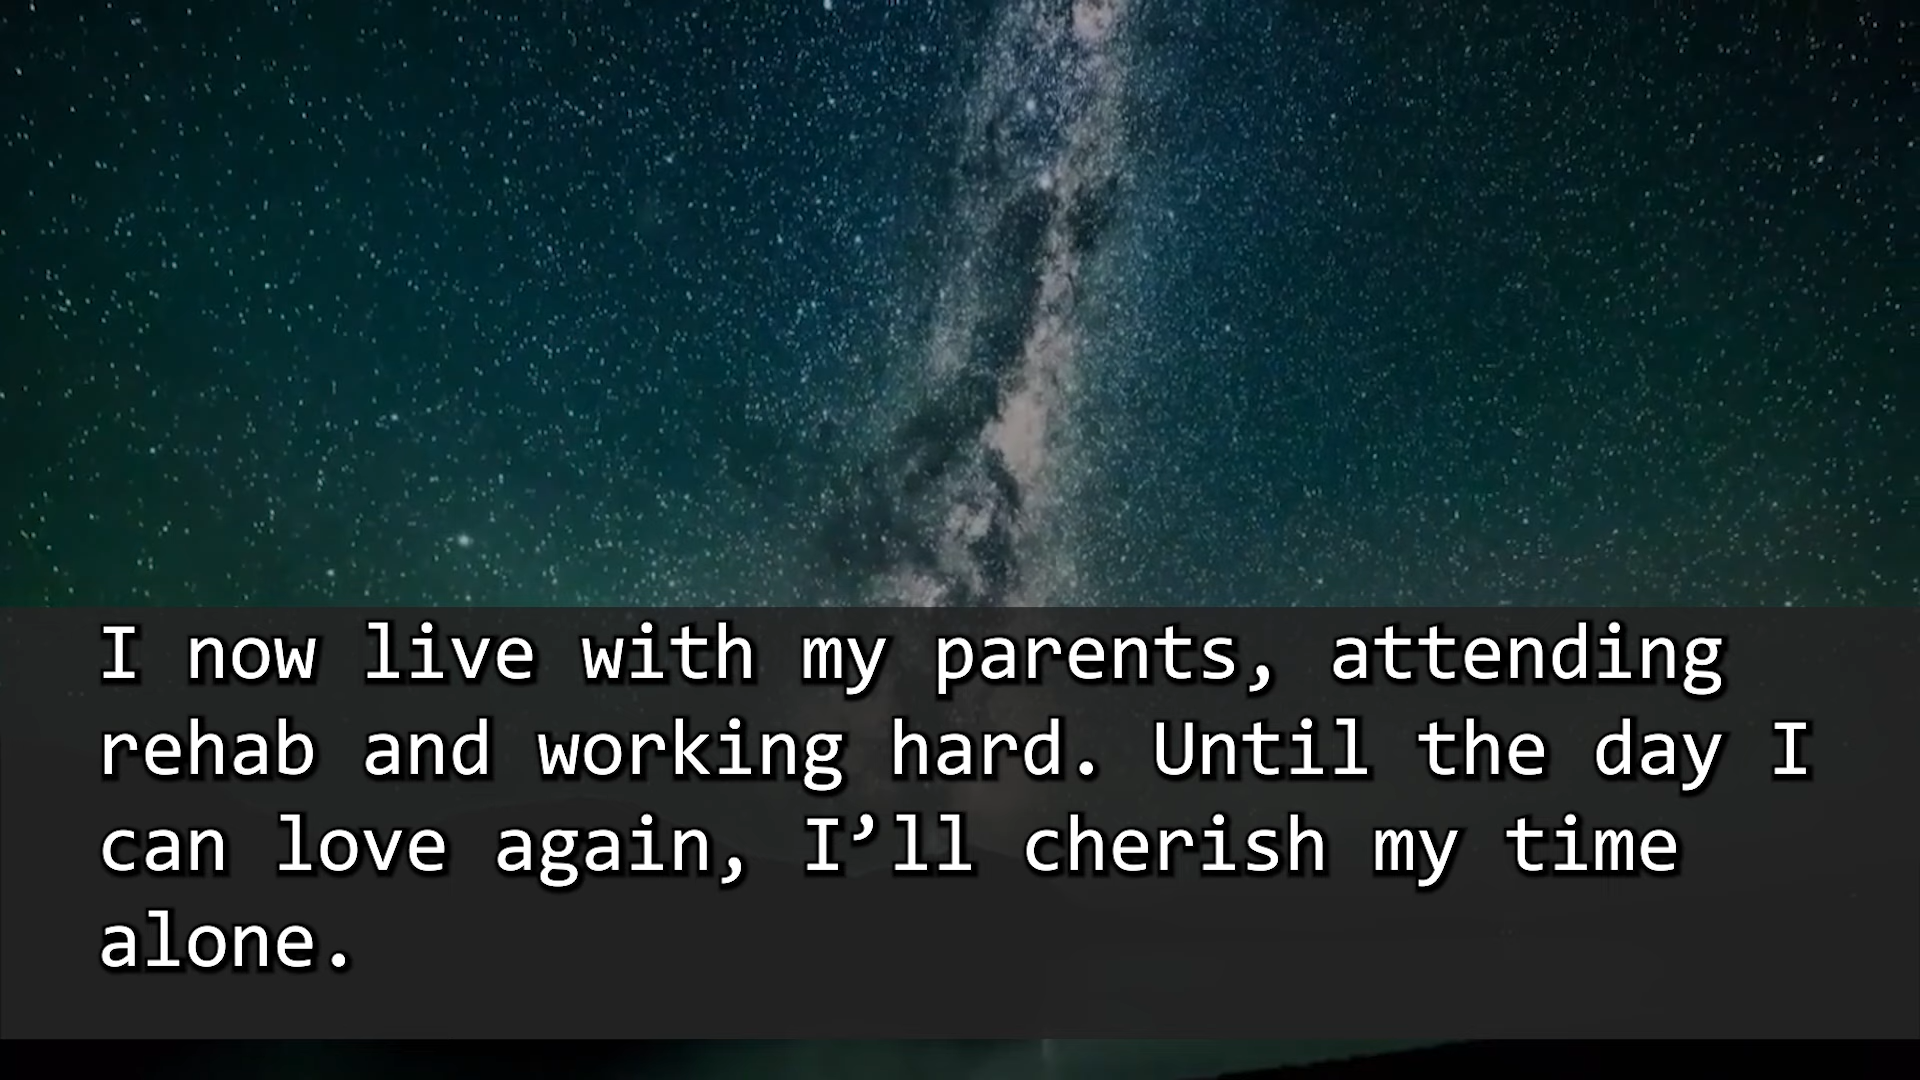 I now live with my parents, attending
rehab and working hard. Until the day I
can love again, I’ll cherish my time
alone.